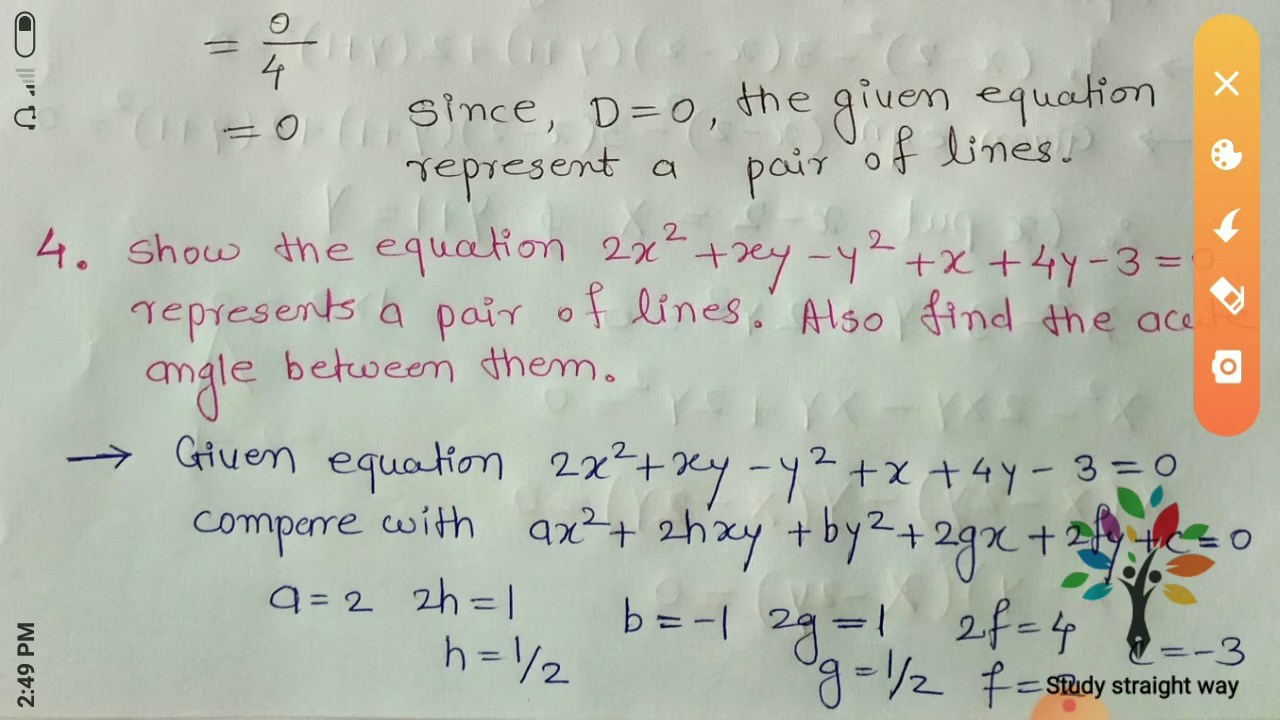 = 0/4
= 0 Since, D=0, the given equation
represent a pair of lines.
4. Show the equation 2x²+xy-y²+x+4y-3=0
represents a pair of lines. Also find the acute
angle between them.
→ Given equation 2x²+xy-y²+x+4y-3=0
compare with ax²+2hxy+by²+2gx+2fy+c=0
a=2 2h=1 b=-1 2g=1 2f=4 c=-3
h=1/2 g=1/2 f=
Study straight way
2:49 PM